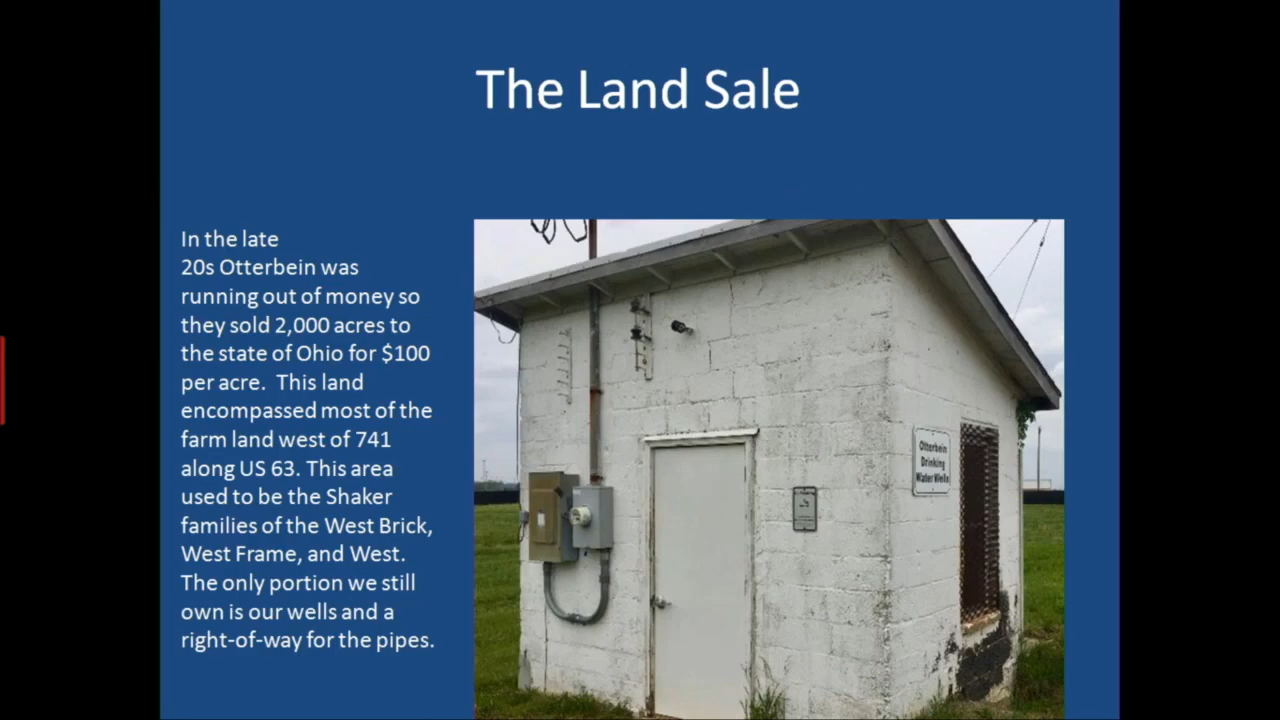 The Land Sale
In the late
20s Otterbein was
running out of money so
they sold 2,000 acres to
the state of Ohio for $100
per acre.  This land
encompassed most of the
farm land west of 741
along US 63. This area
used to be the Shaker
families of the West Brick,
West Frame, and West.
The only portion we still
own is our wells and a
right-of-way for the pipes.
Otterbein
Drinking
Water Wells